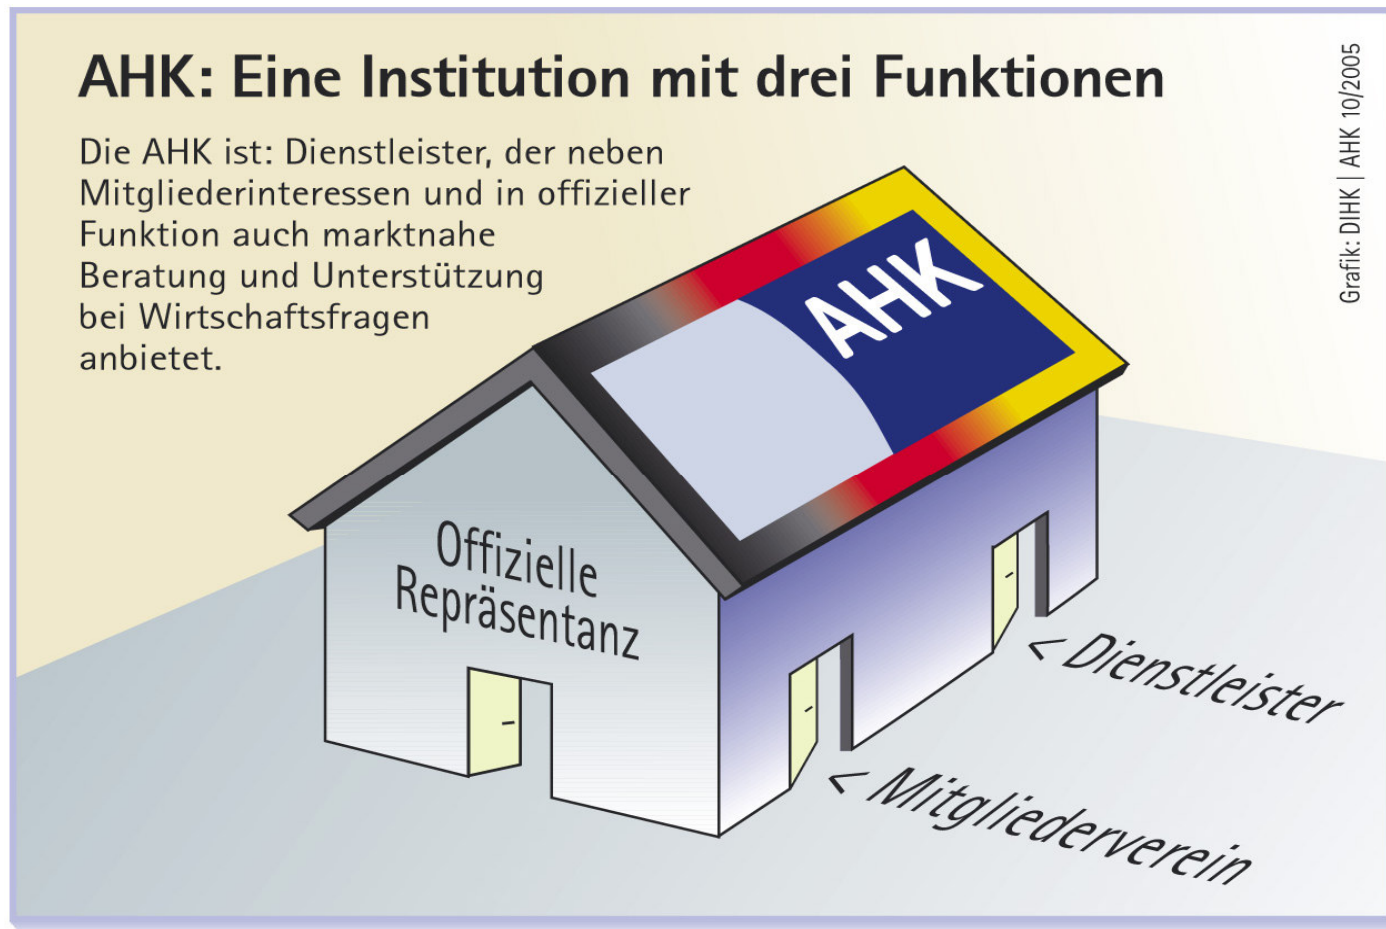 AHK: Eine Institution mit drei Funktionen
Die AHK ist: Dienstleister, der neben
Mitgliederinteressen und in offizieller
Funktion auch marktnahe
Beratung und Unterstützung
bei Wirtschaftsfragen
anbietet.
Grafik: DIHK | AHK 10/2005
AHK
Offizielle
Repräsentanz
< Dienstleister
< Mitgliederverein